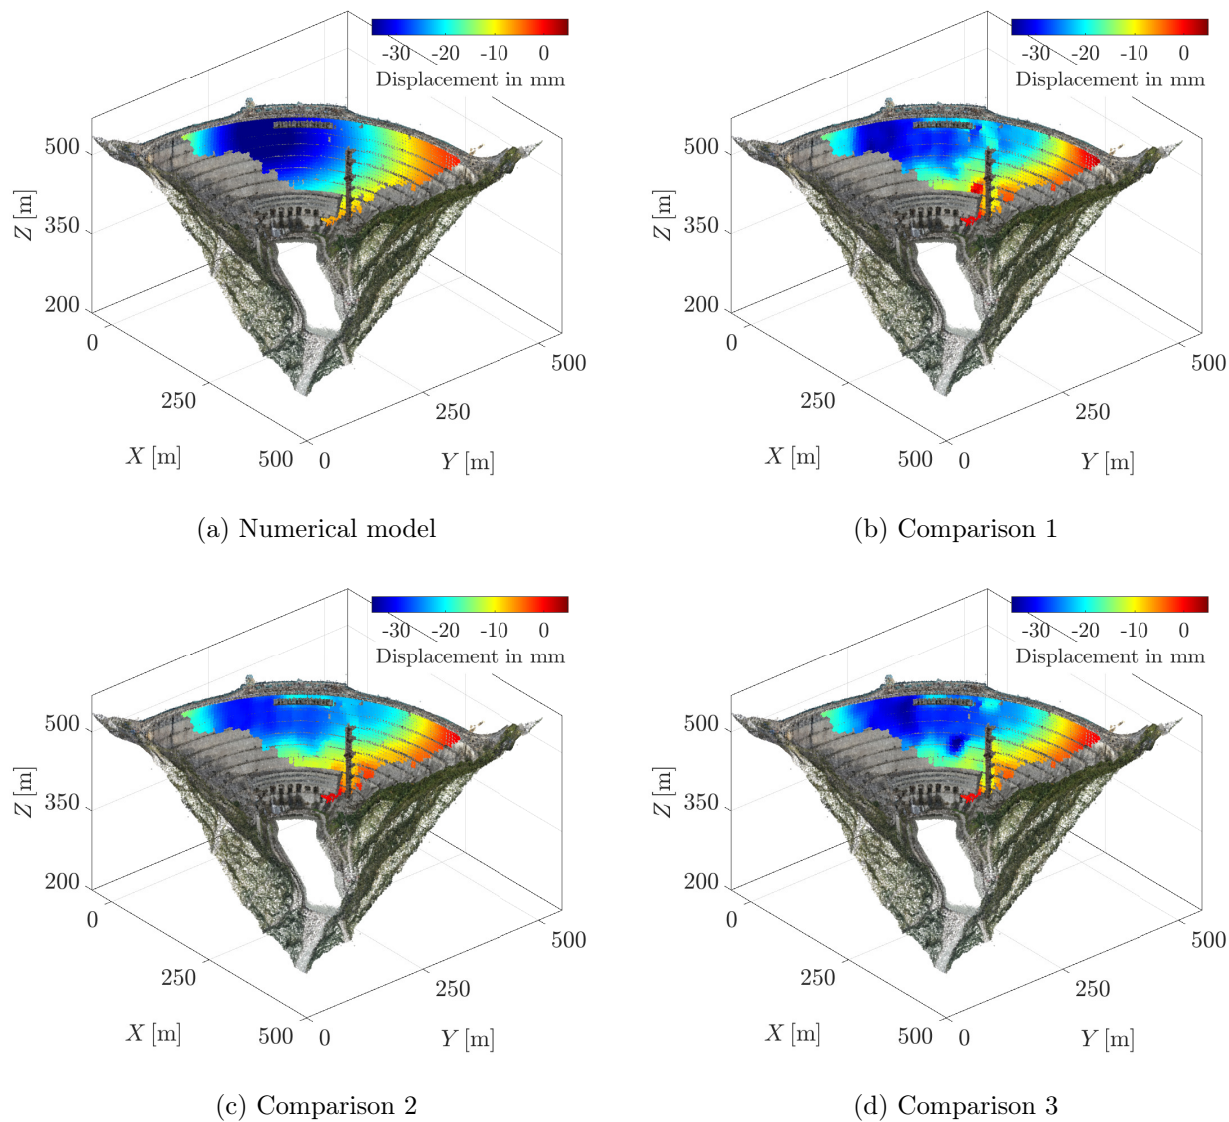 -30 -20 -10 0
Displacement in mm
500
350
200
Z [m]
0
250
500
X [m]
0
250
500
Y [m]
(a) Numerical model
-30 -20 -10 0
Displacement in mm
500
350
200
Z [m]
0
250
500
X [m]
0
250
500
Y [m]
(b) Comparison 1
-30 -20 -10 0
Displacement in mm
500
350
200
Z [m]
0
250
500
X [m]
0
250
500
Y [m]
(c) Comparison 2
-30 -20 -10 0
Displacement in mm
500
350
200
Z [m]
0
250
500
X [m]
0
250
500
Y [m]
(d) Comparison 3